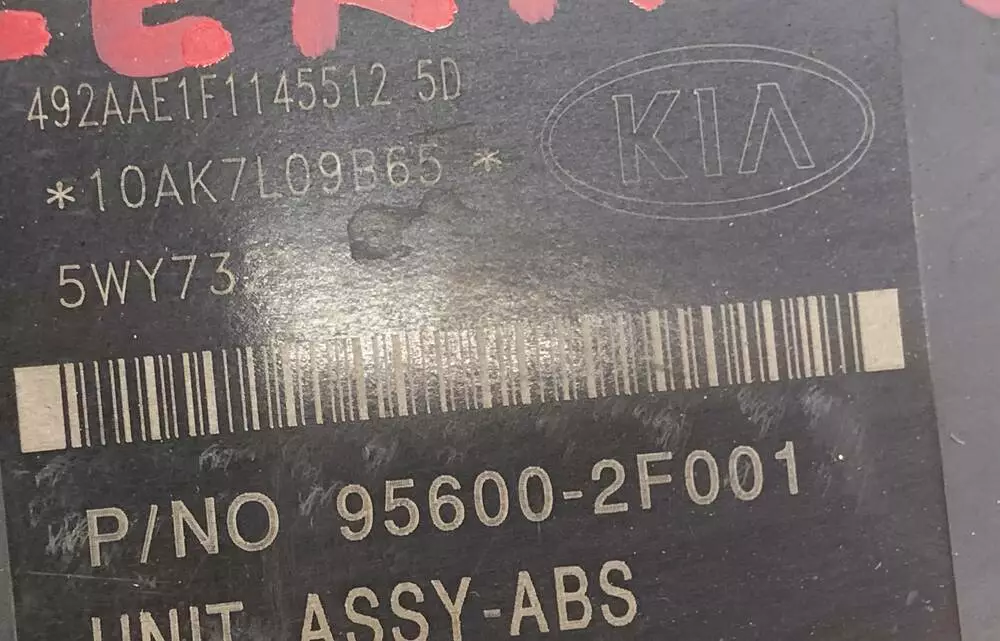 492AAE1F1145512 5D
*10AK7L09B65 *
KIA
5WY73
P/NO 95600-2F001
UNIT ASSY-ABS